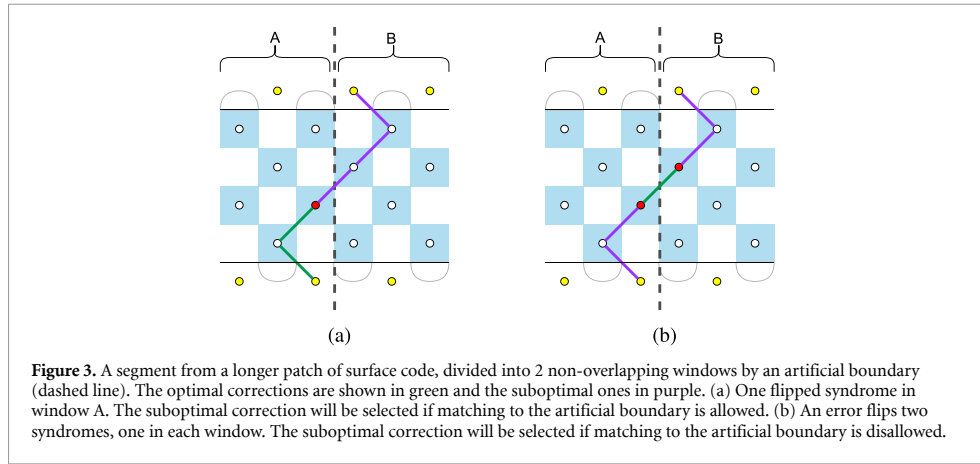 A B A B
(a) (b)
Figure 3. A segment from a longer patch of surface code, divided into 2 non-overlapping windows by an artificial boundary
(dashed line). The optimal corrections are shown in green and the suboptimal ones in purple. (a) One flipped syndrome in
window A. The suboptimal correction will be selected if matching to the artificial boundary is allowed. (b) An error flips two
syndromes, one in each window. The suboptimal correction will be selected if matching to the artificial boundary is disallowed.